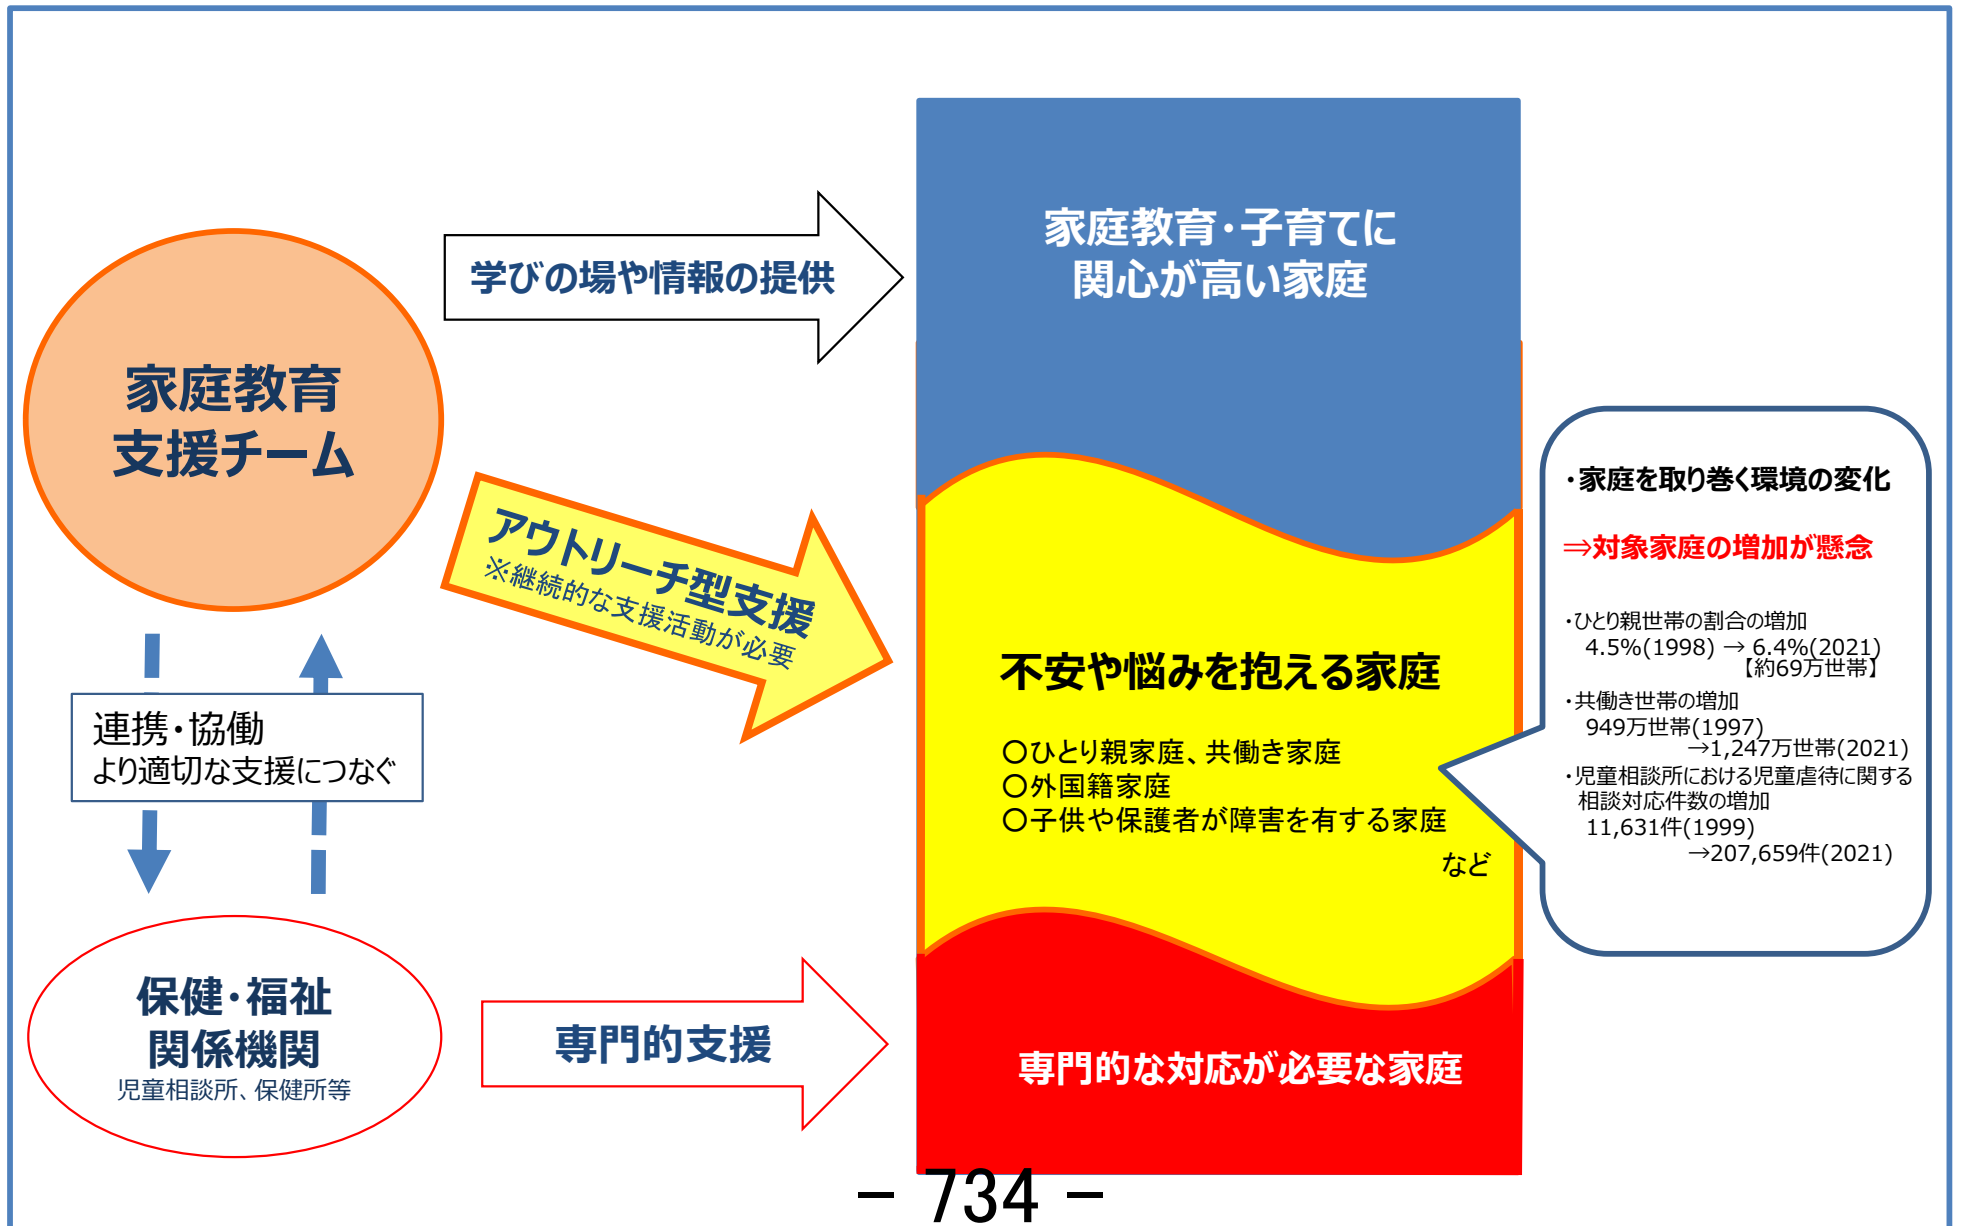 家庭教育
支援チーム
学びの場や情報の提供
アウトリーチ型支援
※継続的な支援活動が必要
連携・協働
より適切な支援につなぐ
保健・福祉
関係機関
児童相談所、保健所等
専門的支援
家庭教育・子育てに
関心が高い家庭
不安や悩みを抱える家庭
〇ひとり親家庭、共働き家庭
〇外国籍家庭
〇子供や保護者が障害を有する家庭
など
専門的な対応が必要な家庭
・家庭を取り巻く環境の変化
⇒対象家庭の増加が懸念
・ひとり親世帯の割合の増加
4.5%(1998) → 6.4%(2021)
【約69万世帯】
・共働き世帯の増加
949万世帯(1997)
→1,247万世帯(2021)
・児童相談所における児童虐待に関する
相談対応件数の増加
11,631件(1999)
→207,659件(2021)
－ 734 －